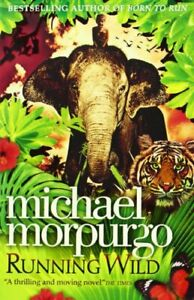 BESTSELLING AUTHOR OF BORN TO RUN
michael
morpurgo
RUNNING WILD
"A thrilling and moving novel" THE TIMES